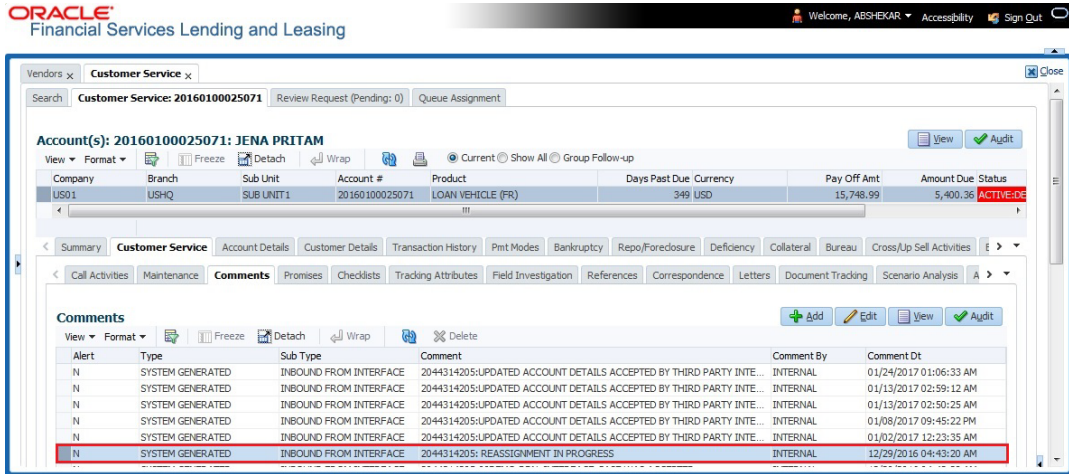 ORACLE
Financial Services Lending and Leasing
Welcome, ABSHEKAR Accessibility Sign Out
Vendors x Customer Service x
Close
Search Customer Service: 20160100025071 Review Request (Pending: 0) Queue Assignment
Account(s): 20160100025071: JENA PRITAM
View Audit
View Format Freeze Detach Wrap Current Show All Group Follow-up
Company Branch Sub Unit Account # Product Days Past Due Currency Pay Off Amt Amount Due Status
US01 USHQ SUB UNIT1 20160100025071 LOAN VEHICLE (FR) 349 USD 15,748.99 5,400.36 ACTIVE:DE
Summary Customer Service Account Details Customer Details Transaction History Pmt Modes Bankruptcy Repo/Foreclosure Deficiency Collateral Bureau Cross/Up Sell Activities
Call Activities Maintenance Comments Promises Checklists Tracking Attributes Field Investigation References Correspondence Letters Document Tracking Scenario Analysis A
Comments
Add Edit View Audit
View Format Freeze Detach Wrap Delete
Alert Type Sub Type Comment Comment By Comment Dt
N SYSTEM GENERATED INBOUND FROM INTERFACE 2044314205:UPDATED ACCOUNT DETAILS ACCEPTED BY THIRD PARTY INTE... INTERNAL 01/24/2017 01:06:33 AM
N SYSTEM GENERATED INBOUND FROM INTERFACE 2044314205:UPDATED ACCOUNT DETAILS ACCEPTED BY THIRD PARTY INTE... INTERNAL 01/13/2017 02:59:12 AM
N SYSTEM GENERATED INBOUND FROM INTERFACE 2044314205:UPDATED ACCOUNT DETAILS ACCEPTED BY THIRD PARTY INTE... INTERNAL 01/13/2017 02:50:25 AM
N SYSTEM GENERATED INBOUND FROM INTERFACE 2044314205:UPDATED ACCOUNT DETAILS ACCEPTED BY THIRD PARTY INTE... INTERNAL 01/08/2017 09:45:22 PM
N SYSTEM GENERATED INBOUND FROM INTERFACE 2044314205:UPDATED ACCOUNT DETAILS ACCEPTED BY THIRD PARTY INTE... INTERNAL 01/02/2017 12:23:35 AM
N SYSTEM GENERATED INBOUND FROM INTERFACE 2044314205: REASSIGNMENT IN PROGRESS INTERNAL 12/29/2016 04:43:20 AM